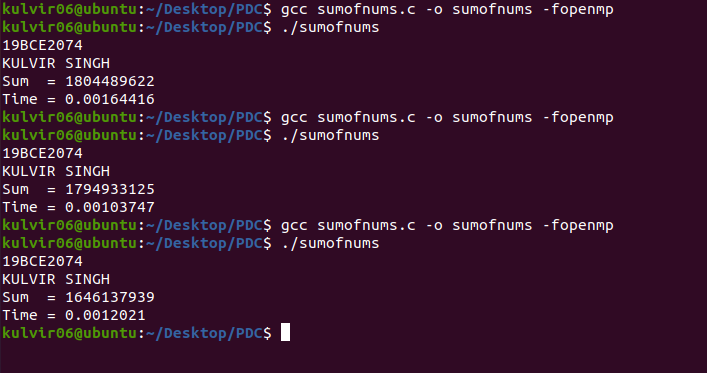 kulvir06@ubuntu:~/Desktop/PDC$ gcc sumofnums.c -o sumofnums -fopenmp
kulvir06@ubuntu:~/Desktop/PDC$ ./sumofnums
19BCE2074
KULVIR SINGH
Sum  = 1804489622
Time = 0.00164416
kulvir06@ubuntu:~/Desktop/PDC$ gcc sumofnums.c -o sumofnums -fopenmp
kulvir06@ubuntu:~/Desktop/PDC$ ./sumofnums
19BCE2074
KULVIR SINGH
Sum  = 1794933125
Time = 0.00103747
kulvir06@ubuntu:~/Desktop/PDC$ gcc sumofnums.c -o sumofnums -fopenmp
kulvir06@ubuntu:~/Desktop/PDC$ ./sumofnums
19BCE2074
KULVIR SINGH
Sum  = 1646137939
Time = 0.0012021
kulvir06@ubuntu:~/Desktop/PDC$